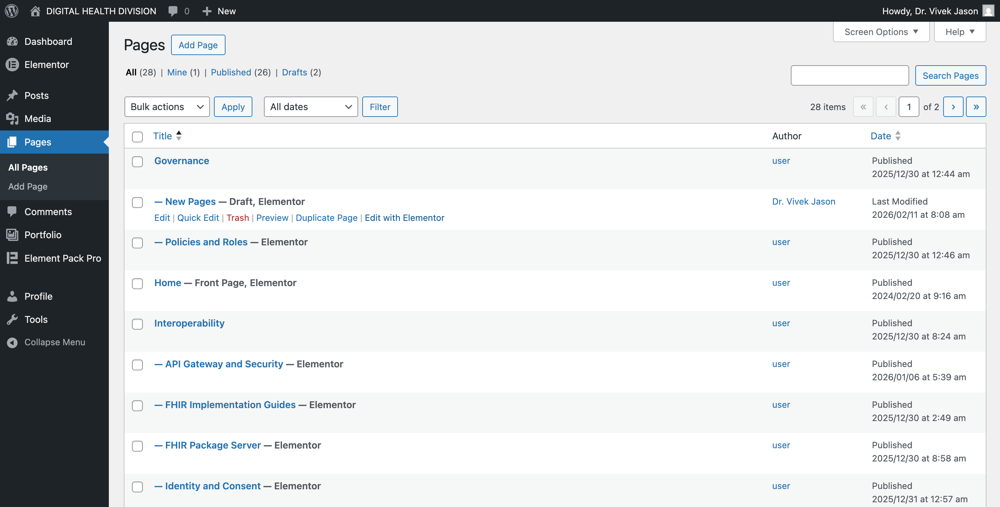 DIGITAL HEALTH DIVISION 0 New Howdy, Dr. Vivek Jason
Dashboard
Elementor
Posts
Media
Pages
All Pages
Add Page
Comments
Portfolio
Element Pack Pro
Profile
Tools
Collapse Menu
Screen Options Help
Pages Add Page
All (28) | Mine (1) | Published (26) | Drafts (2)
Search Pages
Bulk actions Apply All dates Filter 28 items « ‹ 1 of 2 › »
Title Author Date
Governance user Published
2025/12/30 at 12:44 am
— New Pages — Draft, Elementor Dr. Vivek Jason Last Modified
2026/02/11 at 8:08 am
Edit | Quick Edit | Trash | Preview | Duplicate Page | Edit with Elementor
— Policies and Roles — Elementor user Published
2025/12/30 at 12:46 am
Home — Front Page, Elementor user Published
2024/02/20 at 9:16 am
Interoperability user Published
2025/12/30 at 8:24 am
— API Gateway and Security — Elementor user Published
2026/01/06 at 5:39 am
— FHIR Implementation Guides — Elementor user Published
2025/12/30 at 2:49 am
— FHIR Package Server — Elementor user Published
2025/12/30 at 8:58 am
— Identity and Consent — Elementor user Published
2025/12/31 at 12:57 am